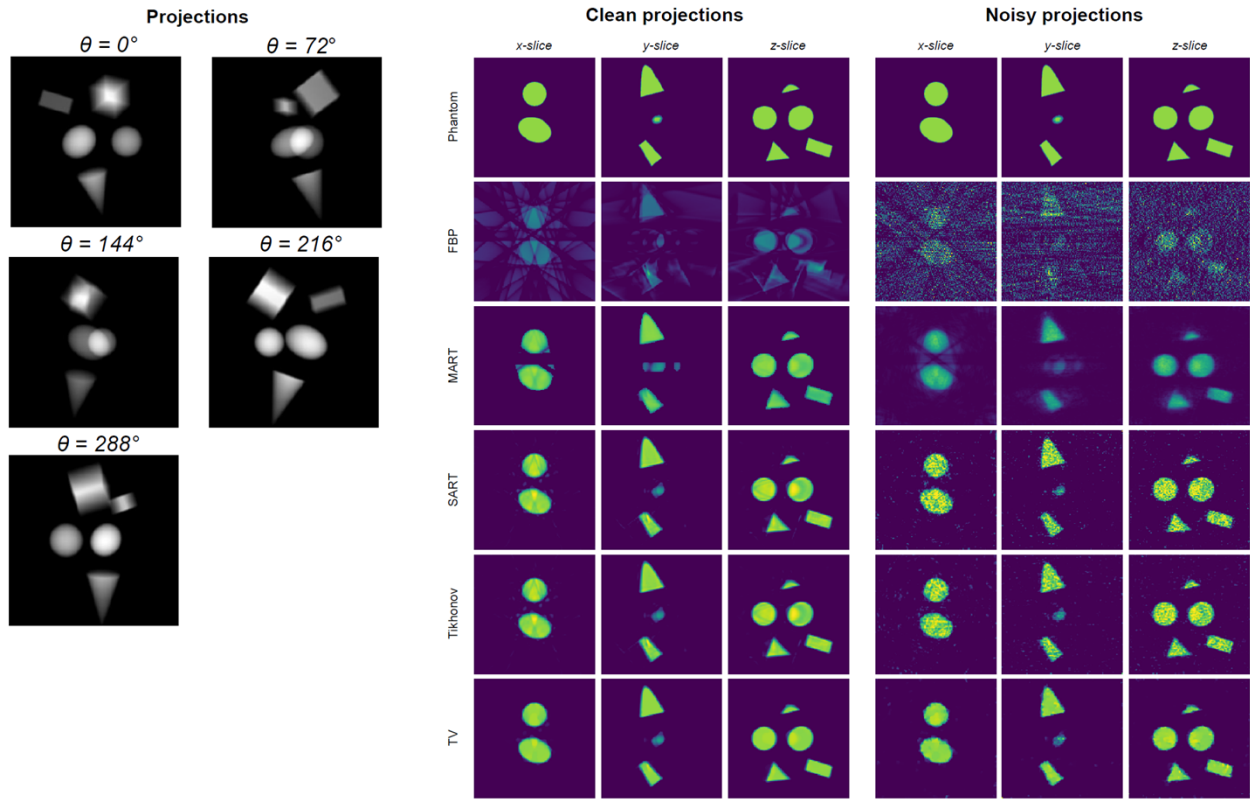 Projections
θ = 0°
θ = 72°
θ = 144°
θ = 216°
θ = 288°
Clean projections
Noisy projections
x-slice
y-slice
z-slice
x-slice
y-slice
z-slice
Phantom
FBP
MART
SART
Tikhonov
TV